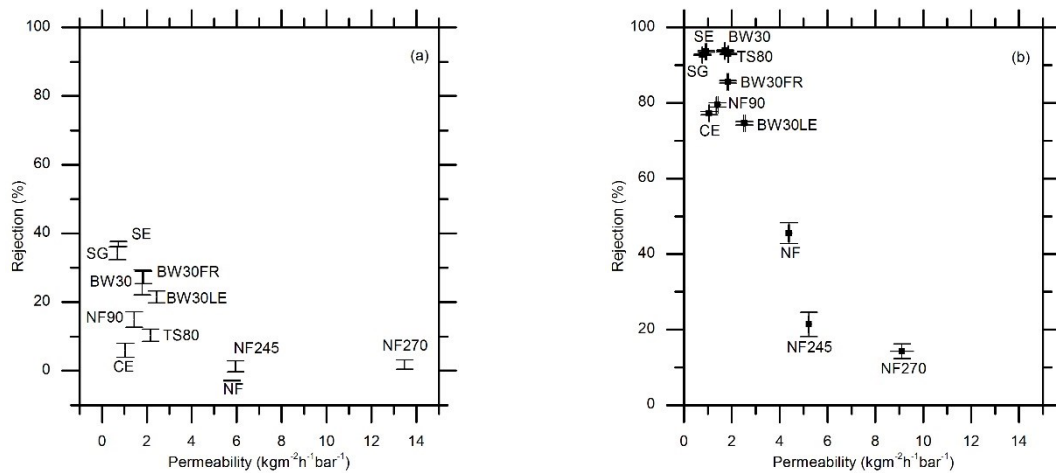 100
80
60
40
20
0
Rejection (%)
(a)
SE
SG
BW30FR
BW30
BW30LE
NF90
TS80
CE
NF245
NF270
NF
0 2 4 6 8 10 12 14
Permeability (kgm⁻²h⁻¹bar⁻¹)
100
80
60
40
20
0
Rejection (%)
(b)
SE
BW30
TS80
SG
BW30FR
NF90
CE
BW30LE
NF
NF245
NF270
0 2 4 6 8 10 12 14
Permeability (kgm⁻²h⁻¹bar⁻¹)